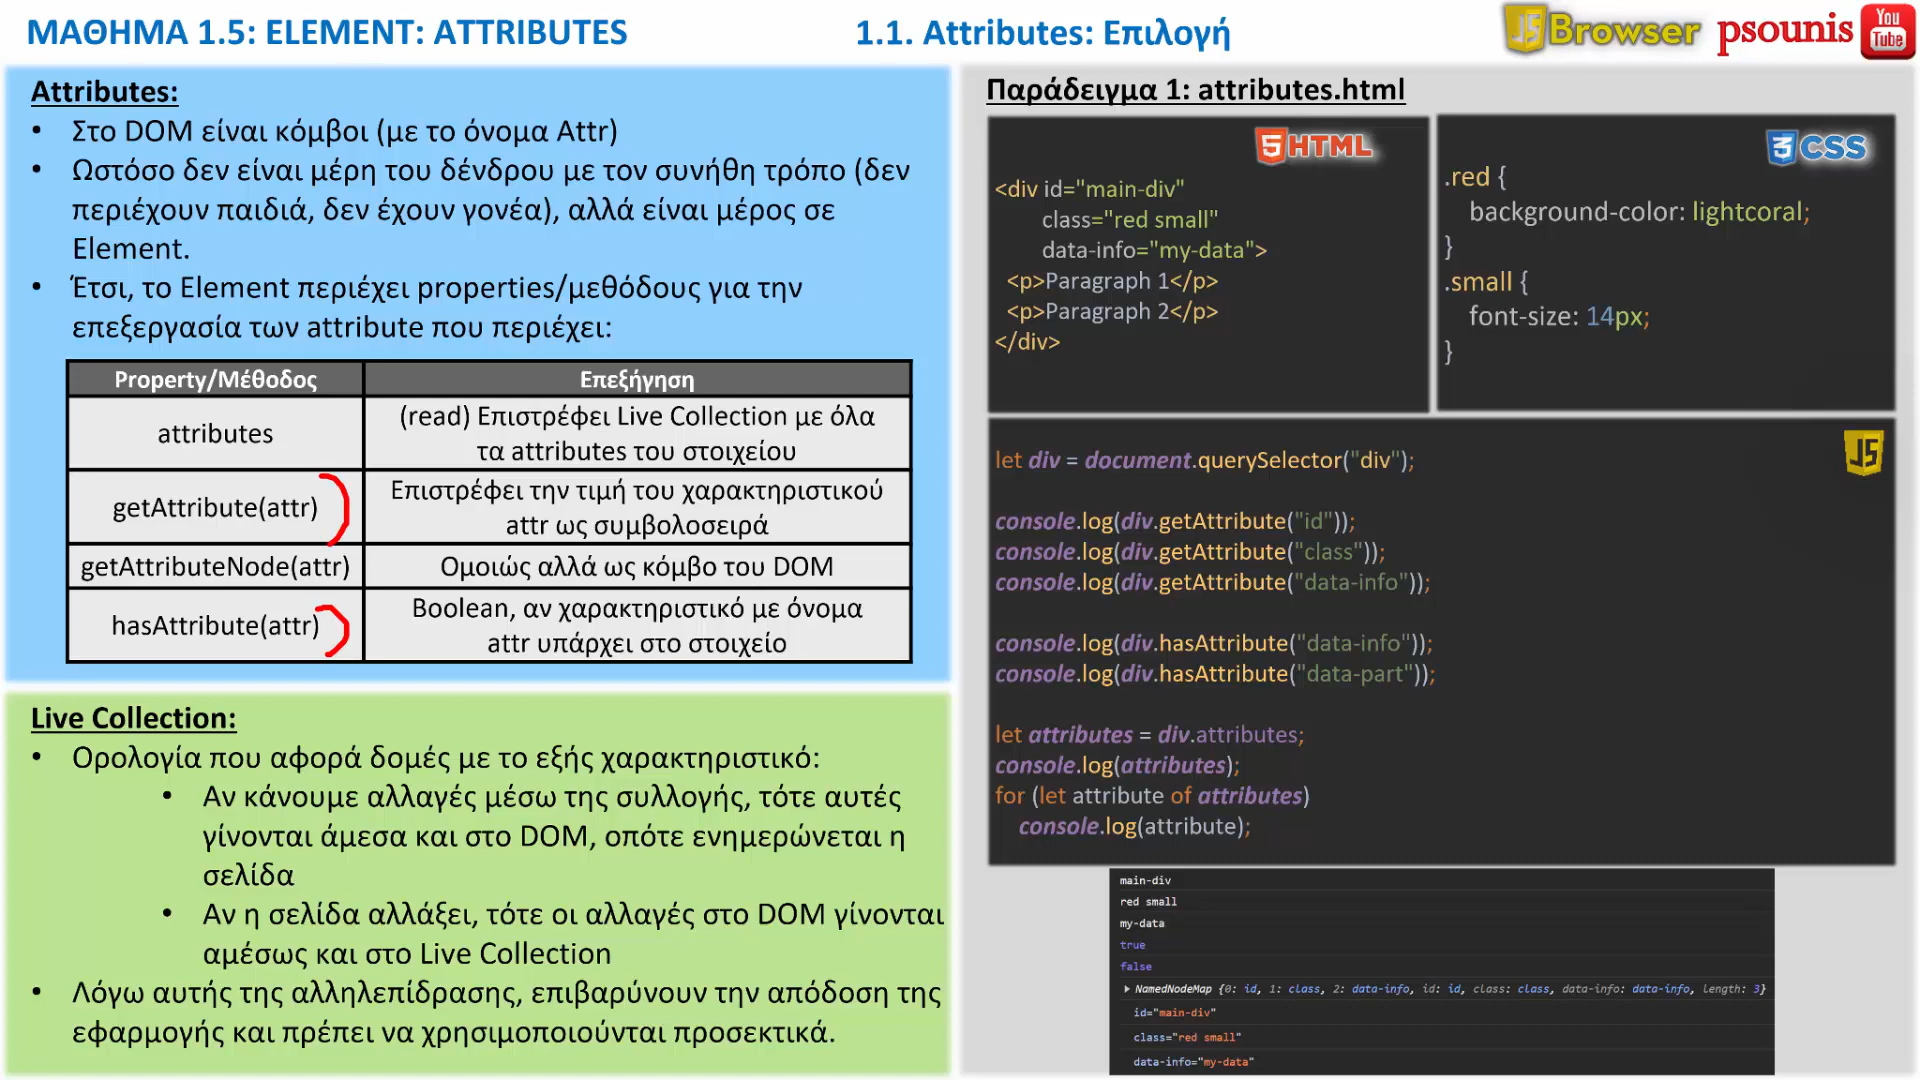 ΜΑΘΗΜΑ 1.5: ELEMENT: ATTRIBUTES
1.1. Attributes: Επιλογή
JS Browser
psounis
You Tube
Attributes:
• Στο DOM είναι κόμβοι (με το όνομα Attr)
• Ωστόσο δεν είναι μέρη του δένδρου με τον συνήθη τρόπο (δεν
περιέχουν παιδιά, δεν έχουν γονέα), αλλά είναι μέρος σε
Element.
• Έτσι, το Element περιέχει properties/μεθόδους για την
επεξεργασία των attribute που περιέχει:
Property/Μέθοδος
Επεξήγηση
attributes
(read) Επιστρέφει Live Collection με όλα
τα attributes του στοιχείου
getAttribute(attr)
Επιστρέφει την τιμή του χαρακτηριστικού
attr ως συμβολοσειρά
getAttributeNode(attr)
Ομοιώς αλλά ως κόμβο του DOM
hasAttribute(attr)
Boolean, αν χαρακτηριστικό με όνομα
attr υπάρχει στο στοιχείο
Live Collection:
• Ορολογία που αφορά δομές με το εξής χαρακτηριστικό:
• Αν κάνουμε αλλαγές μέσω της συλλογής, τότε αυτές
γίνονται άμεσα και στο DOM, οπότε ενημερώνεται η
σελίδα
• Αν η σελίδα αλλάξει, τότε οι αλλαγές στο DOM γίνονται
αμέσως και στο Live Collection
• Λόγω αυτής της αλληλεπίδρασης, επιβαρύνουν την απόδοση της
εφαρμογής και πρέπει να χρησιμοποιούνται προσεκτικά.
Παράδειγμα 1: attributes.html
5 HTML
<div id="main-div"
class="red small"
data-info="my-data">
<p>Paragraph 1</p>
<p>Paragraph 2</p>
</div>
3 CSS
.red {
background-color: lightcoral;
}
.small {
font-size: 14px;
}
JS
let div = document.querySelector("div");
console.log(div.getAttribute("id"));
console.log(div.getAttribute("class"));
console.log(div.getAttribute("data-info"));
console.log(div.hasAttribute("data-info"));
console.log(div.hasAttribute("data-part"));
let attributes = div.attributes;
console.log(attributes);
for (let attribute of attributes)
console.log(attribute);
main-div
red small
my-data
true
false
▶ NamedNodeMap {0: id, 1: class, 2: data-info, id: id, class: class, data-info: data-info, length: 3}
id="main-div"
class="red small"
data-info="my-data"